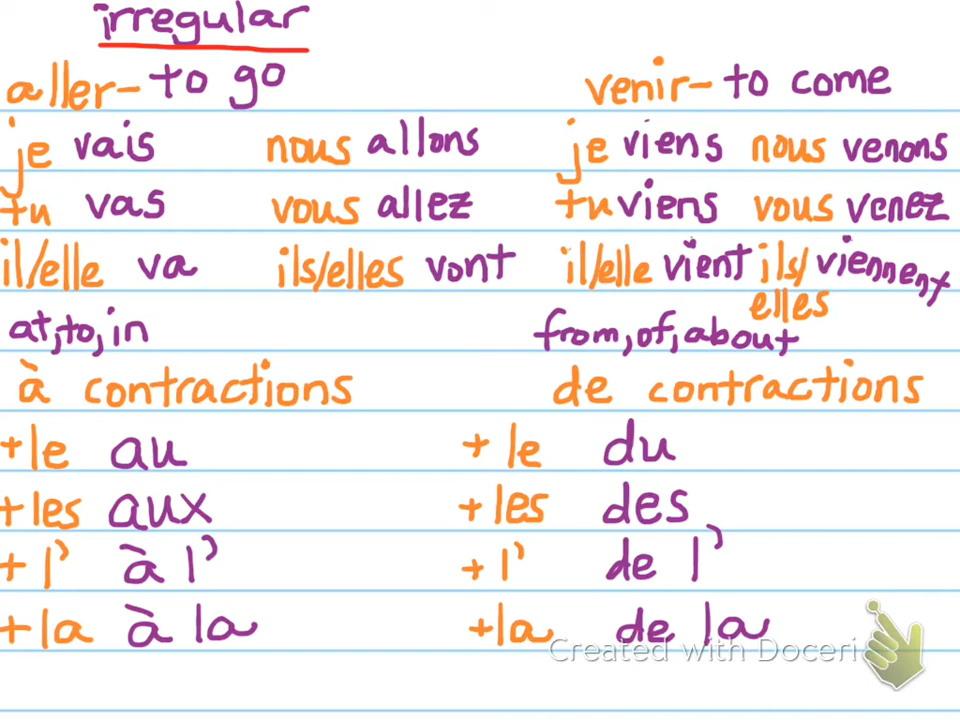 irregular
aller- to go venir- to come
je vais nous allons je viens nous venons
tu vas vous allez tu viens vous venez
il/elle va ils/elles vont il/elle vient ils/ viennent
elles
at, to, in from, of, about
à contractions de contractions
+le au + le du
+les aux + les des
+ l' à l' + l' de l'
+la à la +la de la
Created with Doceri